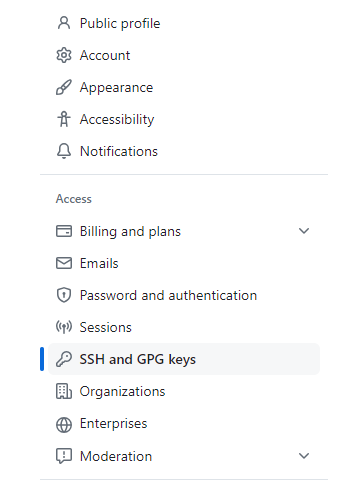 Public profile
Account
Appearance
Accessibility
Notifications
Access
Billing and plans
Emails
Password and authentication
Sessions
SSH and GPG keys
Organizations
Enterprises
Moderation